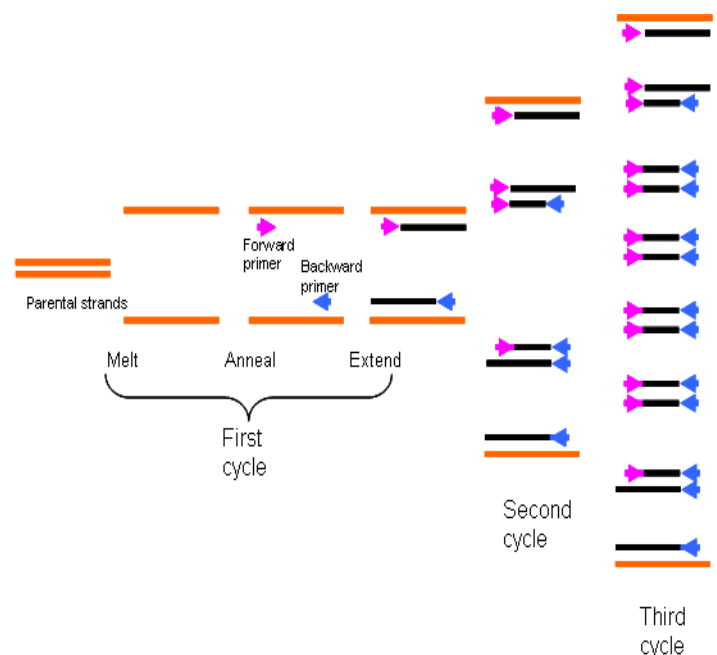 Forward
primer
Backward
primer
Parental strands
Melt
Anneal
Extend
First
cycle
Second
cycle
Third
cycle